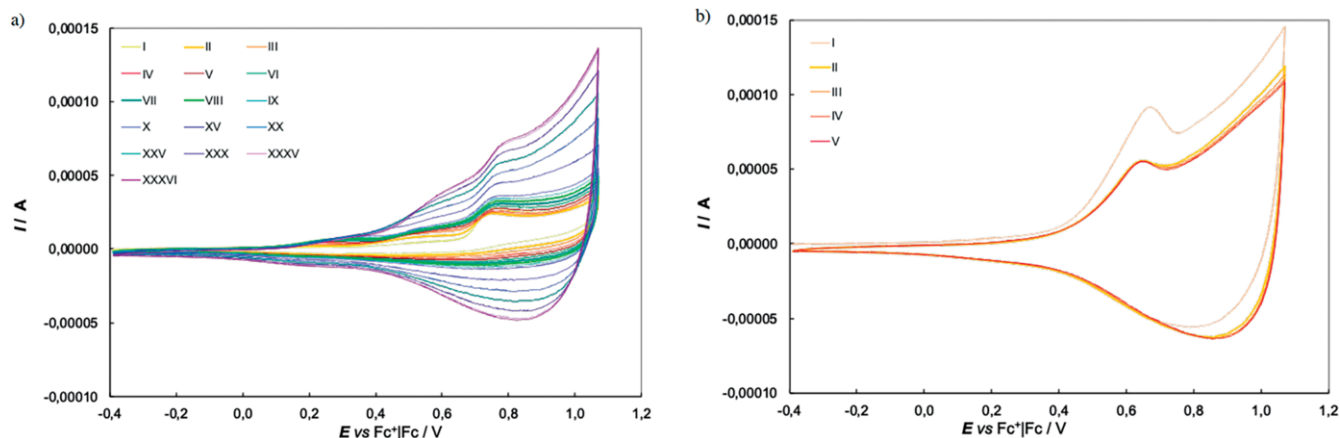 a)
0,00015
0,00010
0,00005
0,00000
-0,00005
-0,00010
I / A
I II III
IV V VI
VII VIII IX
X XV XX
XXV XXX XXXV
XXXVI
-0,4 -0,2 0,0 0,2 0,4 0,6 0,8 1,0 1,2
E vs Fc⁺|Fc / V
b)
0,00015
0,00010
0,00005
0,00000
-0,00005
-0,00010
I / A
I
II
III
IV
V
-0,4 -0,2 0,0 0,2 0,4 0,6 0,8 1,0 1,2
E vs Fc⁺|Fc / V